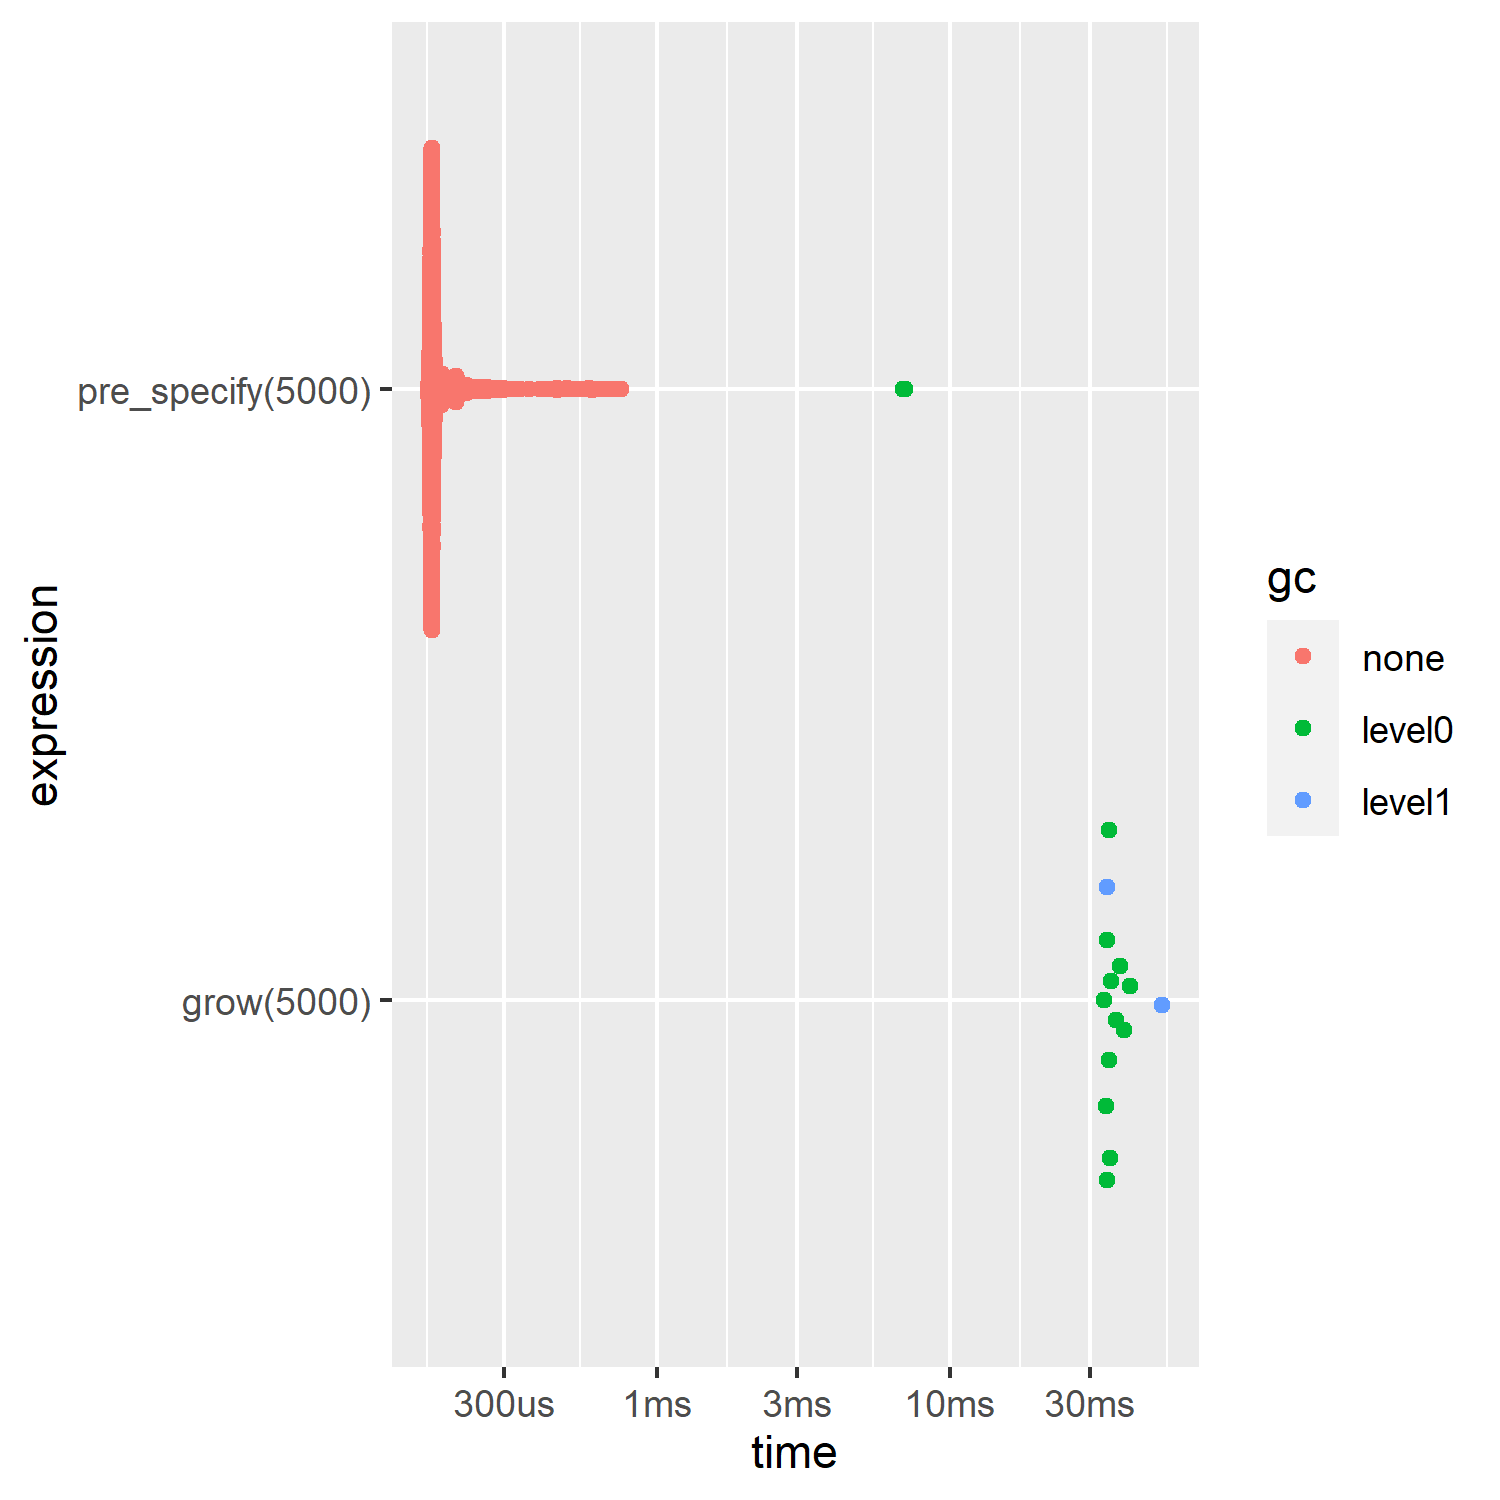 pre_specify(5000)
grow(5000)
expression
300us
1ms
3ms
10ms
30ms
time
gc
none
level0
level1